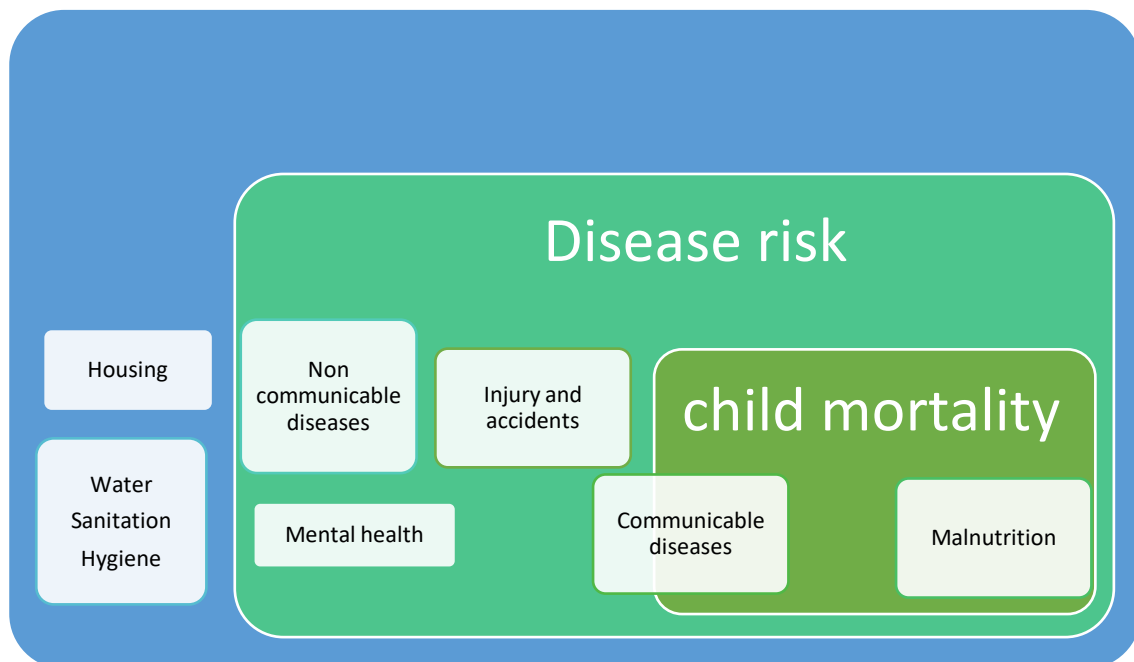 Disease risk
Housing
Non
communicable
diseases
Injury and
accidents
child mortality
Water
Sanitation
Hygiene
Mental health
Communicable
diseases
Malnutrition